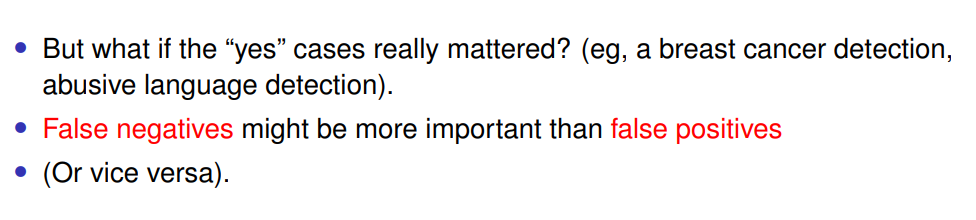 • But what if the “yes” cases really mattered? (eg, a breast cancer detection,
abusive language detection).
• False negatives might be more important than false positives
• (Or vice versa).